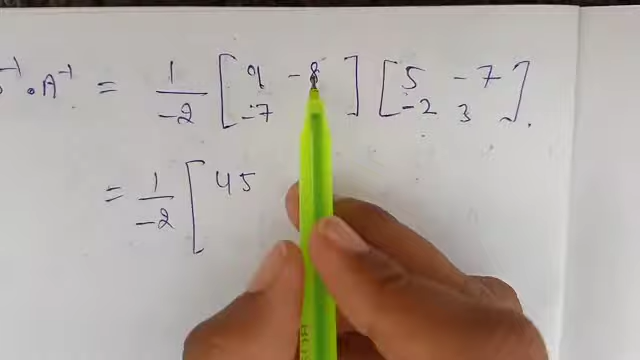 ⁻¹ . A⁻¹ = 1/-2 [ 9 -8 ] [ 5 -7 ]
-7 -2 3 .
= 1/-2 [ 45